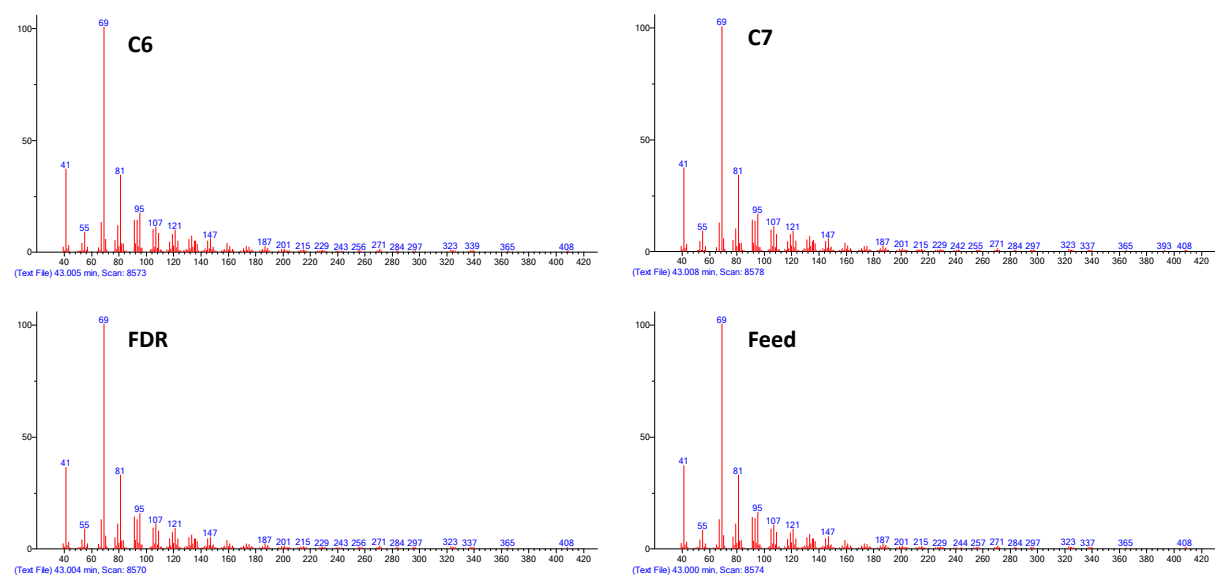 C6
100
69
50
41
81
55
95
107
121
147
187 201 215 229 243 256 271 284 297 323 339 365 408
0
40 60 80 100 120 140 160 180 200 220 240 260 280 300 320 340 360 380 400 420
(Text File) 43.005 min, Scan: 8573
C7
100
69
50
41
81
55
95
107
121
147
187 201 215 229 242 255 271 284 297 323 337 365 393 408
0
40 60 80 100 120 140 160 180 200 220 240 260 280 300 320 340 360 380 400 420
(Text File) 43.008 min, Scan: 8578
FDR
100
69
50
41
81
55
95
107
121
147
187 201 215 229 243 256 271 284 297 323 337 365 408
0
40 60 80 100 120 140 160 180 200 220 240 260 280 300 320 340 360 380 400 420
(Text File) 43.004 min, Scan: 8570
Feed
100
69
50
41
81
55
95
107
121
147
187 201 215 229 244 257 271 284 297 323 337 365 408
0
40 60 80 100 120 140 160 180 200 220 240 260 280 300 320 340 360 380 400 420
(Text File) 43.000 min, Scan: 8574